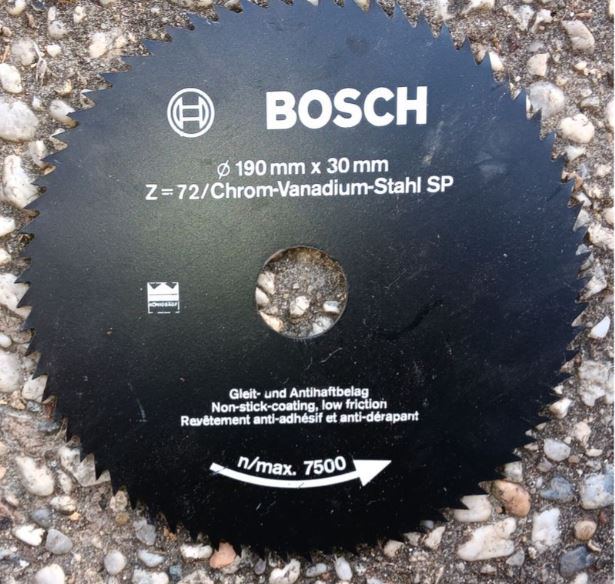 BOSCH
⌀ 190 mm x 30 mm
Z = 72/Chrom-Vanadium-Stahl SP
Gleit- und Antihaftbelag
Non-stick-coating, low friction
Revêtement anti-adhésif et anti-dérapant
n/max. 7500